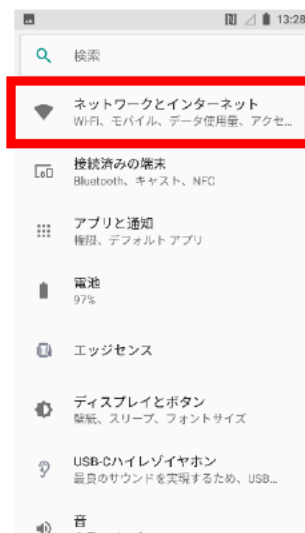 13:28
検索
ネットワークとインターネット
Wi-Fi、モバイル、データ使用量、アクセ...
接続済みの端末
Bluetooth、キャスト、NFC
アプリと通知
権限、デフォルト アプリ
電池
97%
エッジセンス
ディスプレイとボタン
壁紙、スリープ、フォントサイズ
USB-Cハイレゾイヤホン
最良のサウンドを実現するため、USB...
音